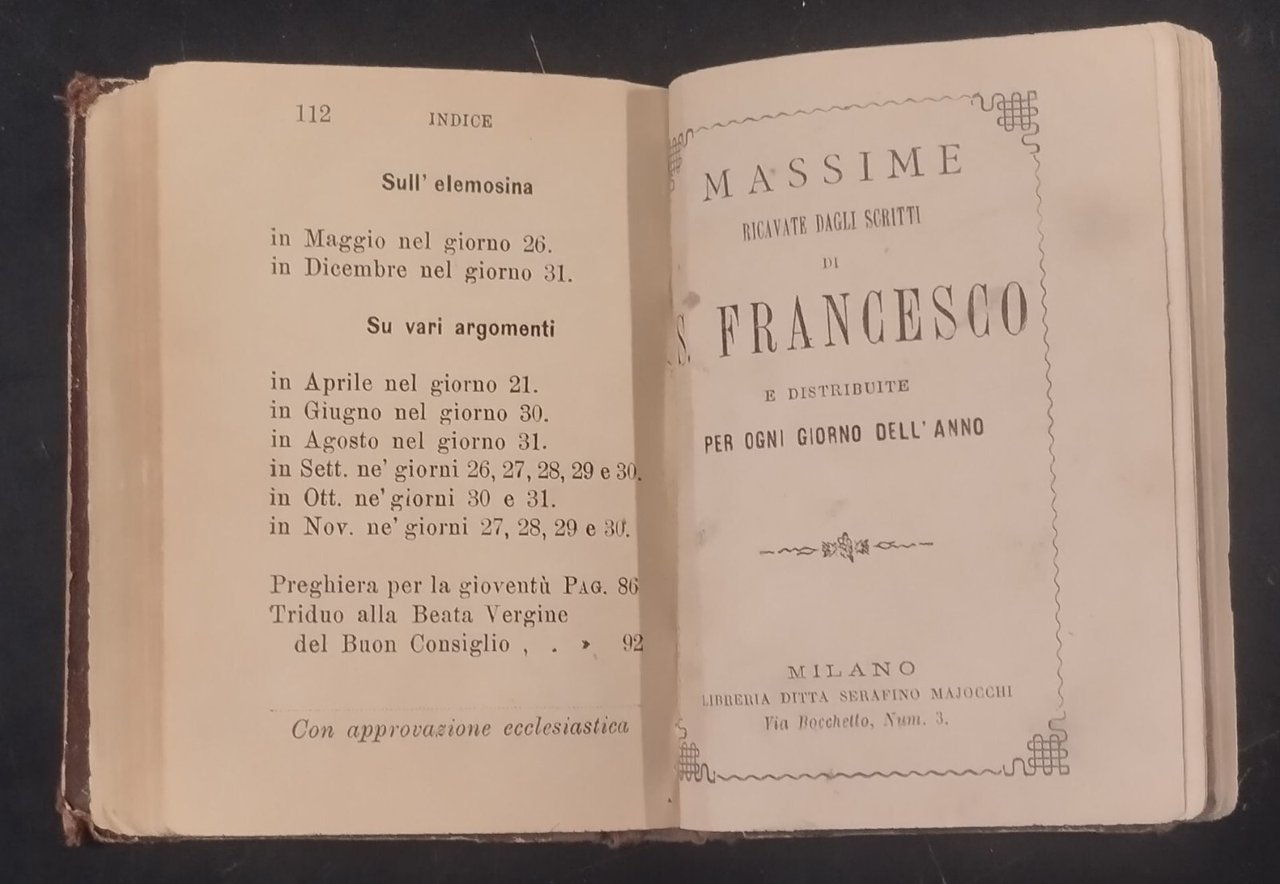 112 INDICE
Sull' elemosina
in Maggio nel giorno 26.
in Dicembre nel giorno 31.
Su vari argomenti
in Aprile nel giorno 21.
in Giugno nel giorno 30.
in Agosto nel giorno 31.
in Sett. ne' giorni 26, 27, 28, 29 e 30.
in Ott. ne' giorni 30 e 31.
in Nov. ne' giorni 27, 28, 29 e 30.
Preghiera per la gioventù PAG. 86
Triduo alla Beata Vergine
del Buon Consiglio , . » 92
Con approvazione ecclesiastica
MASSIME
RICAVATE DAGLI SCRITTI
DI
S. FRANCESCO
E DISTRIBUITE
PER OGNI GIORNO DELL' ANNO
MILANO
LIBRERIA DITTA SERAFINO MAJOCCHI
Via Bocchetto, Num. 3.